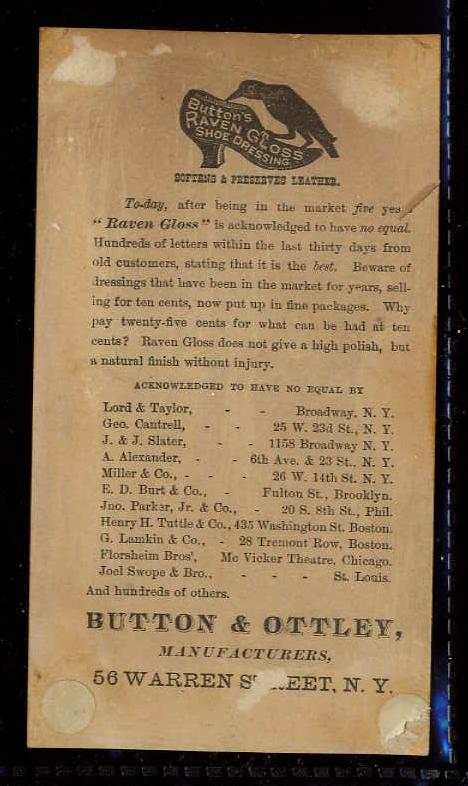 Button's
RAVEN GLOSS
SHOE DRESSING
SOFTENS & PRESERVES LEATHER.
To-day, after being in the market five
"Raven Gloss" is acknowledged to have no equal.
Hundreds of letters within the last thirty days from
old customers, stating that it is the best. Beware of
dressings that have been in the market for years, sell-
ing for ten cents, now put up in fine packages. Why
pay twenty-five cents for what can be had at ten
cents? Raven Gloss does not give a high polish, but
a natural finish without injury.
ACKNOWLEDGED TO HAVE NO EQUAL BY
Lord & Taylor, - - Broadway, N. Y.
Geo. Cantrell, - - 25 W. 23d St., N. Y.
J. & J. Slater, - - 1158 Broadway N. Y.
A. Alexander, - - 6th Ave. & 23 St., N. Y.
Miller & Co., - - - 26 W. 14th St. N. Y.
E. D. Burt & Co., - Fulton St., Brooklyn.
Jno. Parker, Jr. & Co., - 20 S. 8th St., Phil.
Henry H. Tuttle & Co., 435 Washington St. Boston.
G. Lamkin & Co., - 28 Tremont Row, Boston.
Florsheim Bros', Mc Vicker Theatre, Chicago.
Joel Swope & Bro., - - - St. Louis.
And hundreds of others.
BUTTON & OTTLEY,
MANUFACTURERS,
56 WARREN N. Y.